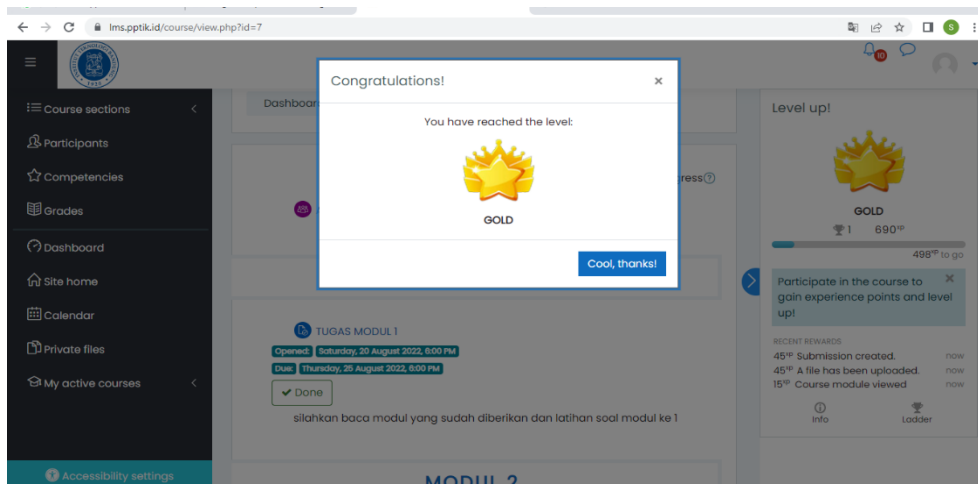 lms.pptik.id/course/view.php?id=7
S
10
Course sections
Participants
Competencies
Grades
Dashboard
Site home
Calendar
Private files
My active courses
Accessibility settings
Dashboar
Congratulations!
×
You have reached the level:
GOLD
Cool, thanks!
ress
TUGAS MODUL 1
Opened: Saturday, 20 August 2022, 6:00 PM
Due: Thursday, 25 August 2022, 6:00 PM
Done
silahkan baca modul yang sudah diberikan dan latihan soal modul ke 1
MODUL 2
Level up!
GOLD
1 690xp
498xp to go
Participate in the course to
gain experience points and level
up!
RECENT REWARDS
45xp Submission created. now
45xp A file has been uploaded. now
15xp Course module viewed now
Info Ladder